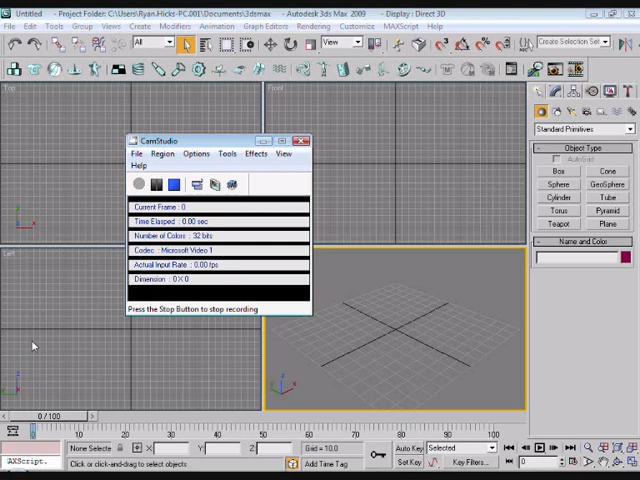 Untitled - Project Folder: C:\Users\Ryan.Hicks-PC.001\Documents\3dsmax - Autodesk 3ds Max 2009 - Display : Direct 3D
File Edit Tools Group Views Create Modifiers Animation Graph Editors Rendering Customize MAXScript Help
All
View
Create Selection Set
Top
Front
Left
CamStudio
File Region Options Tools Effects View
Help
Current Frame : 0
Time Elasped : 0.00 sec
Number of Colors : 32 bits
Codec : Microsoft Video 1
Actual Input Rate : 0.00 fps
Dimension : 0 X 0
Press the Stop Button to stop recording
Standard Primitives
Object Type
AutoGrid
Box Cone
Sphere GeoSphere
Cylinder Tube
Torus Pyramid
Teapot Plane
Name and Color
0 / 100
0 10 20 30 40 50 60 70 80 90 100
None Selecte X: Y: Z: Grid = 10.0 Auto Key Selected
AXScript. Click or click-and-drag to select objects Add Time Tag Set Key Key Filters... 0